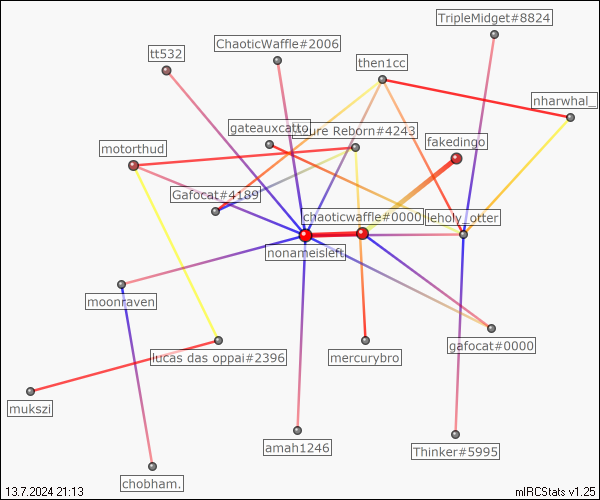 TripleMidget#8824
ChaoticWaffle#2006
tt532
then1cc
nharwhal_
gateauxcatto
Azure Reborn#4243
fakedingo
motorthud
Gafocat#4189
chaoticwaffle#0000
leholy_otter
nonameisleft
moonraven
gafocat#0000
lucas das oppai#2396
mercurybro
mukszi
amah1246
Thinker#5995
chobham.
13.7.2024 21:13
mIRCStats v1.25